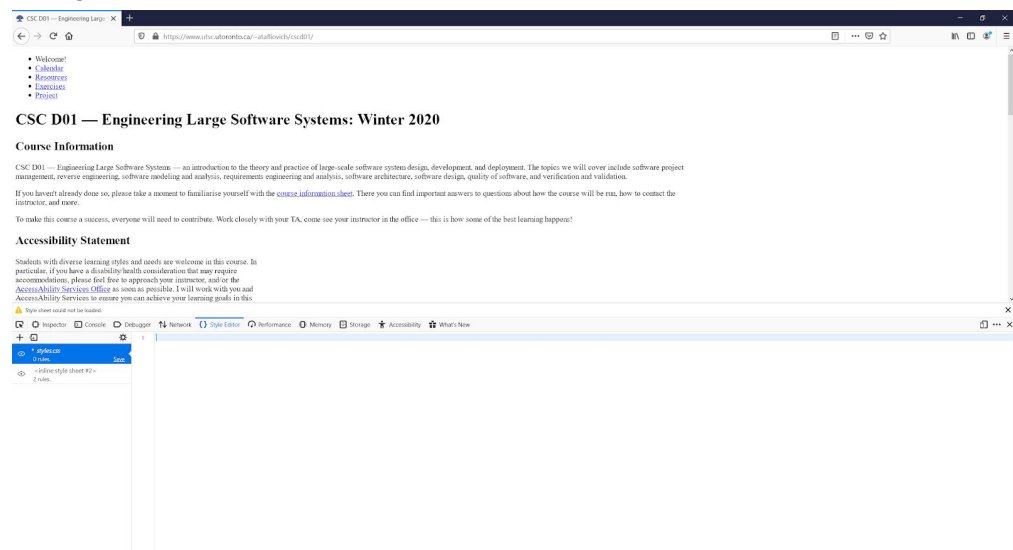 CSC D01 — Engineering Large
https://www.utsc.utoronto.ca/~atafliovich/cscd01/
Welcome!
Calendar
Resources
Exercises
Project
CSC D01 — Engineering Large Software Systems: Winter 2020
Course Information
CSC D01 — Engineering Large Software Systems — an introduction to the theory and practice of large-scale software system design, development, and deployment. The topics we will cover include software project
management, reverse engineering, software modeling and analysis, requirements engineering and analysis, software architecture, software design, quality of software, and verification and validation.
If you haven't already done so, please take a moment to familiarise yourself with the course information sheet. There you can find important answers to questions about how the course will be run, how to contact the
instructor, and more.
To make this course a success, everyone will need to contribute. Work closely with your TA, come see your instructor in the office — this is how some of the best learning happens!
Accessibility Statement
Students with diverse learning styles and needs are welcome in this course. In
particular, if you have a disability/health consideration that may require
accommodations, please feel free to approach your instructor, and/or the
AccessAbility Services Office as soon as possible. I will work with you and
AccessAbility Services to ensure you can achieve your learning goals in this
Style sheet could not be loaded.
Inspector Console Debugger Network {} Style Editor Performance Memory Storage Accessibility What's New
1
* styles.css
0 rules. Save
<inline style sheet #2>
2 rules.